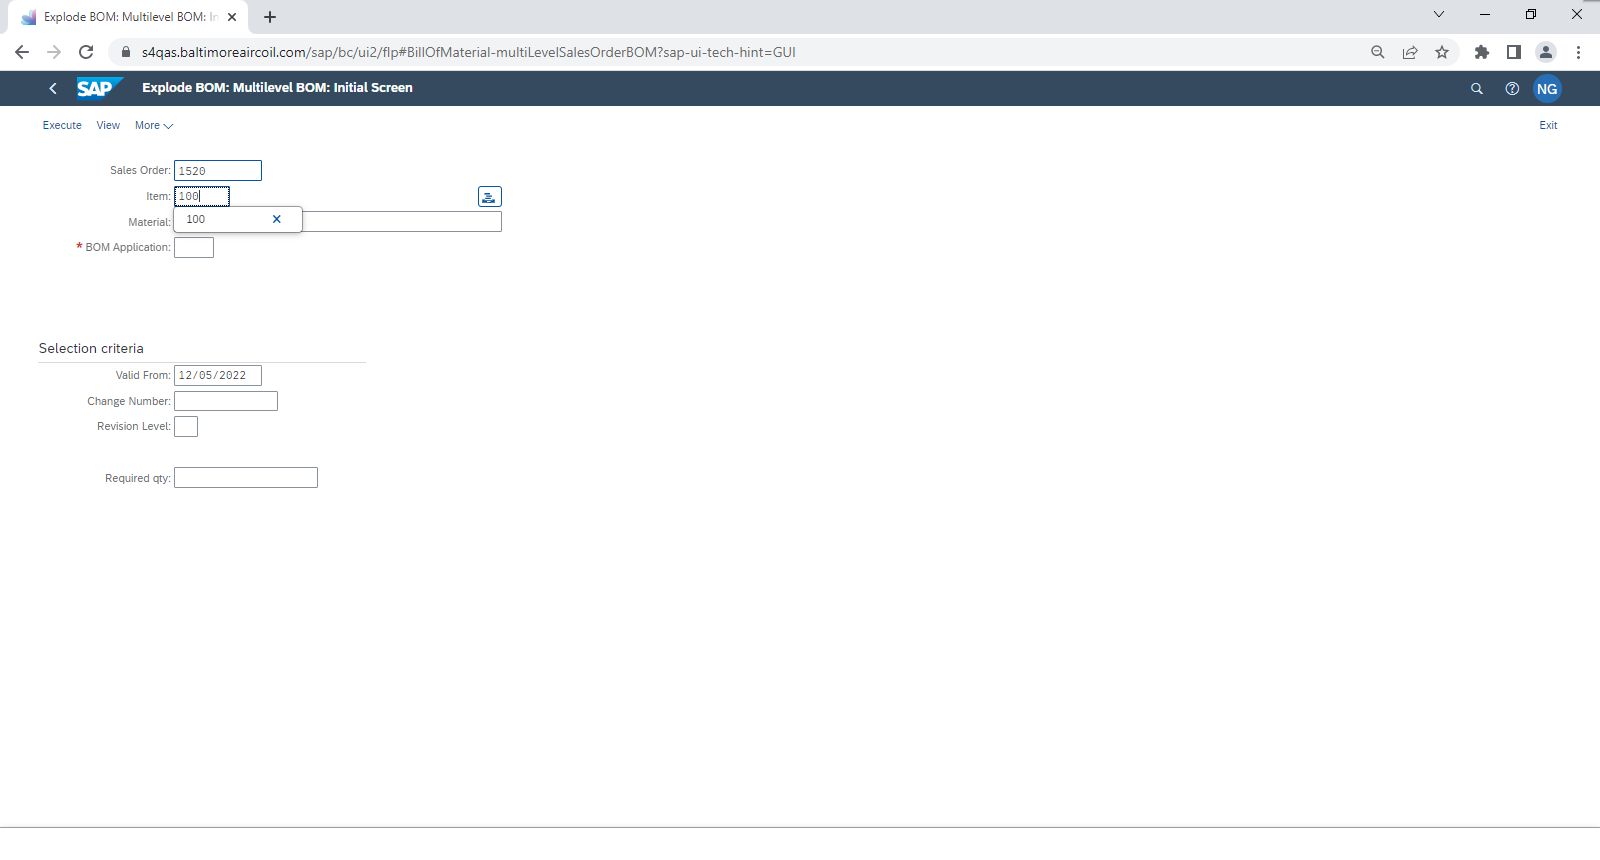 Explode BOM: Multilevel BOM: In
s4qas.baltimoreaircoil.com/sap/bc/ui2/flp#BillOfMaterial-multiLevelSalesOrderBOM?sap-ui-tech-hint=GUI
SAP Explode BOM: Multilevel BOM: Initial Screen NG
Execute View More Exit
Sales Order: 1520
Item: 100
100
Material:
* BOM Application:
Selection criteria
Valid From: 12/05/2022
Change Number:
Revision Level:
Required qty: